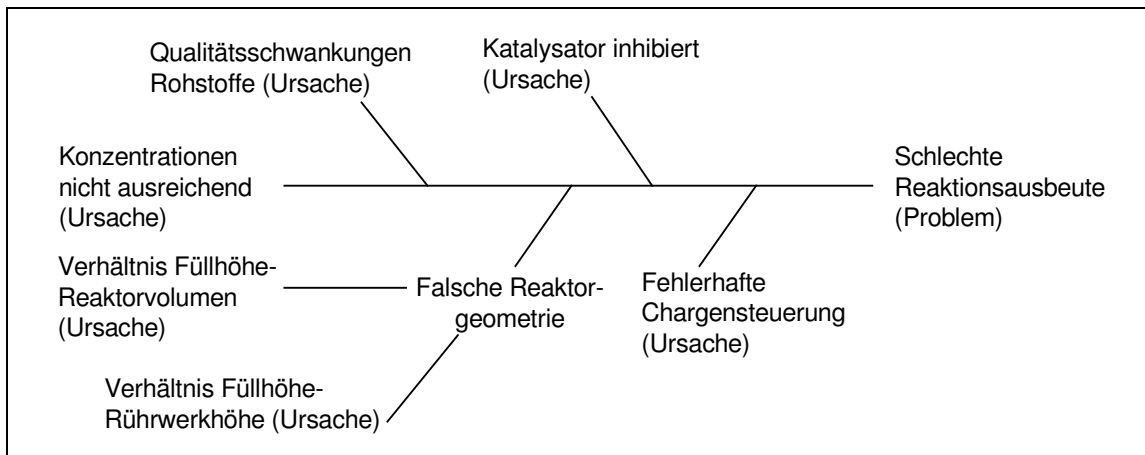 Qualitätsschwankungen
Rohstoffe (Ursache)
Katalysator inhibiert
(Ursache)
Konzentrationen
nicht ausreichend
(Ursache)
Schlechte
Reaktionsausbeute
(Problem)
Verhältnis Füllhöhe-
Reaktorvolumen
(Ursache)
Falsche Reaktor-
geometrie
Fehlerhafte
Chargensteuerung
(Ursache)
Verhältnis Füllhöhe-
Rührwerkhöhe (Ursache)